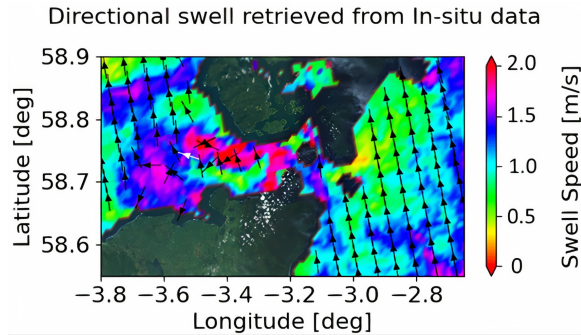 Directional swell retrieved from In-situ data
Latitude [deg]
58.9
58.8
58.7
58.6
−3.8 −3.6 −3.4 −3.2 −3.0 −2.8
Longitude [deg]
2.0
1.5
1.0
0.5
0
Swell Speed [m/s]